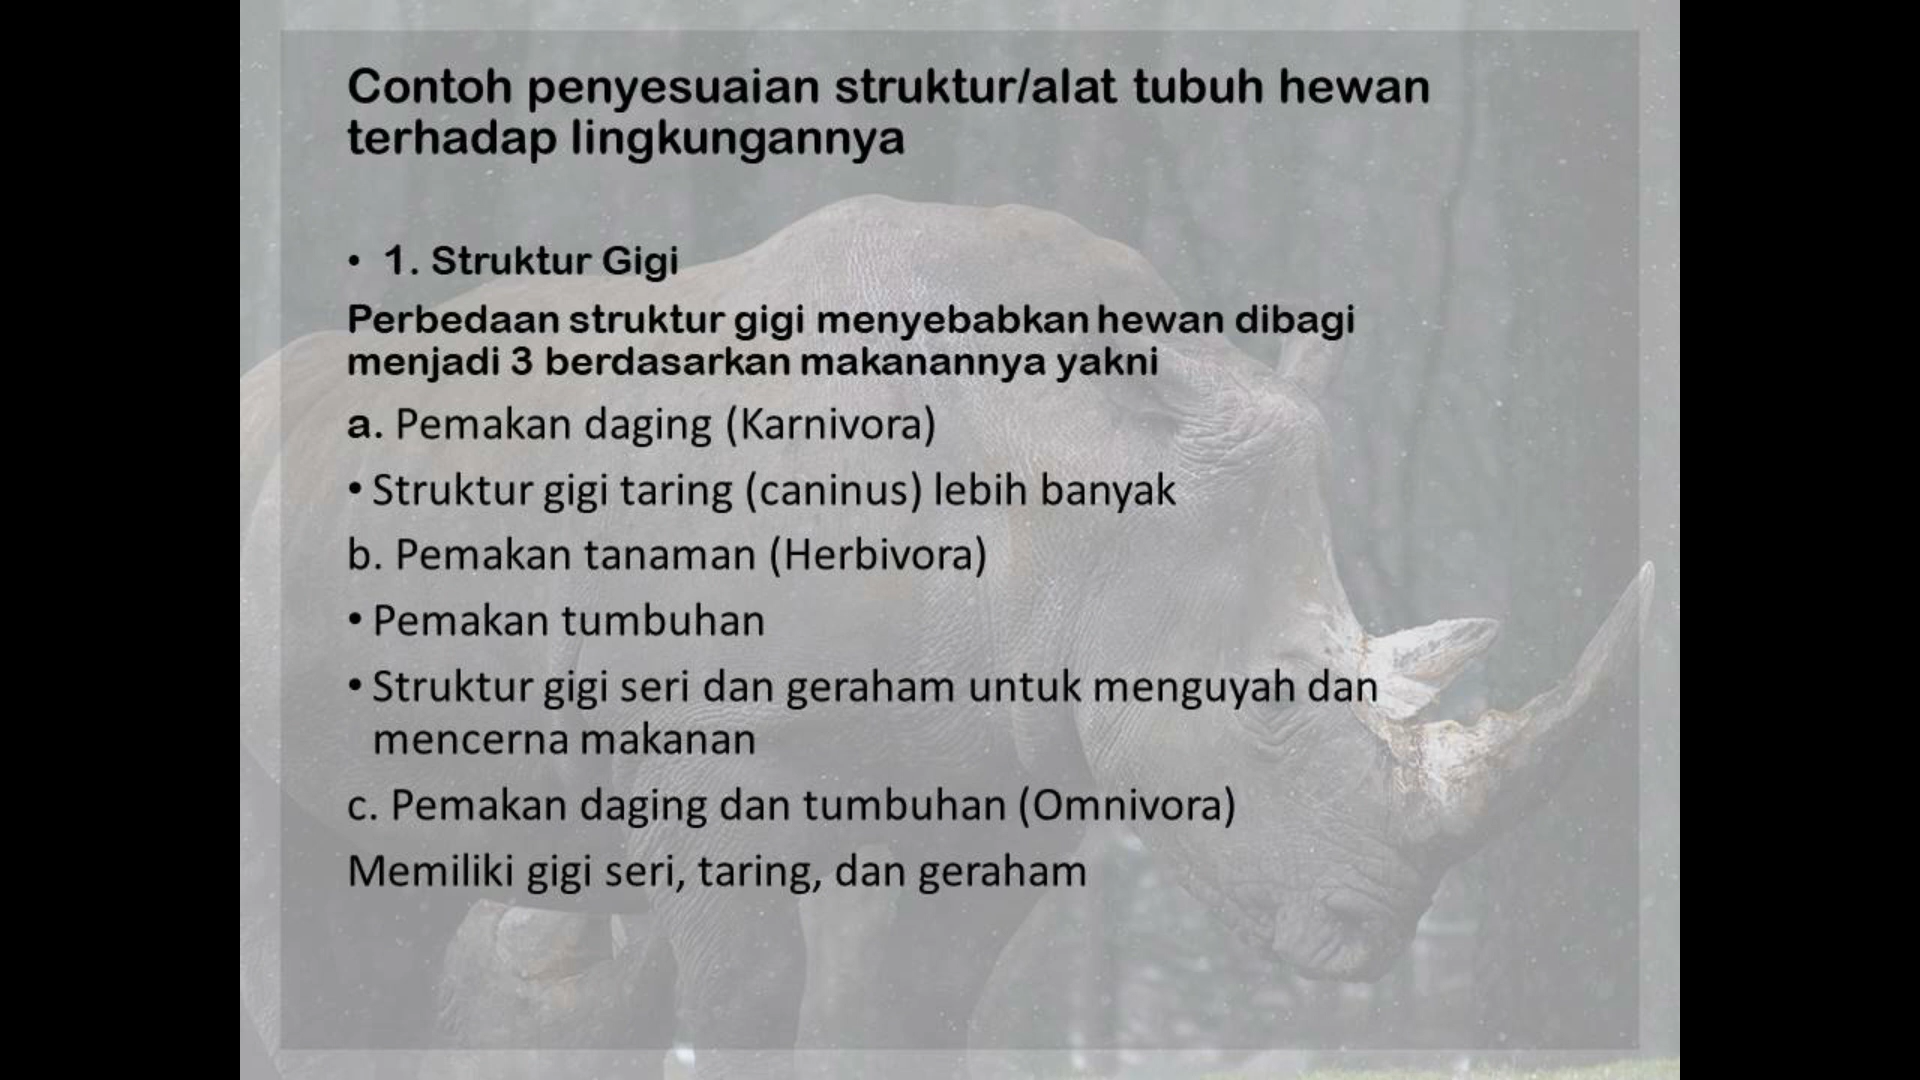 Contoh penyesuaian struktur/alat tubuh hewan
terhadap lingkungannya
• 1. Struktur Gigi
Perbedaan struktur gigi menyebabkan hewan dibagi
menjadi 3 berdasarkan makanannya yakni
a. Pemakan daging (Karnivora)
• Struktur gigi taring (caninus) lebih banyak
b. Pemakan tanaman (Herbivora)
• Pemakan tumbuhan
• Struktur gigi seri dan geraham untuk menguyah dan
mencerna makanan
c. Pemakan daging dan tumbuhan (Omnivora)
Memiliki gigi seri, taring, dan geraham